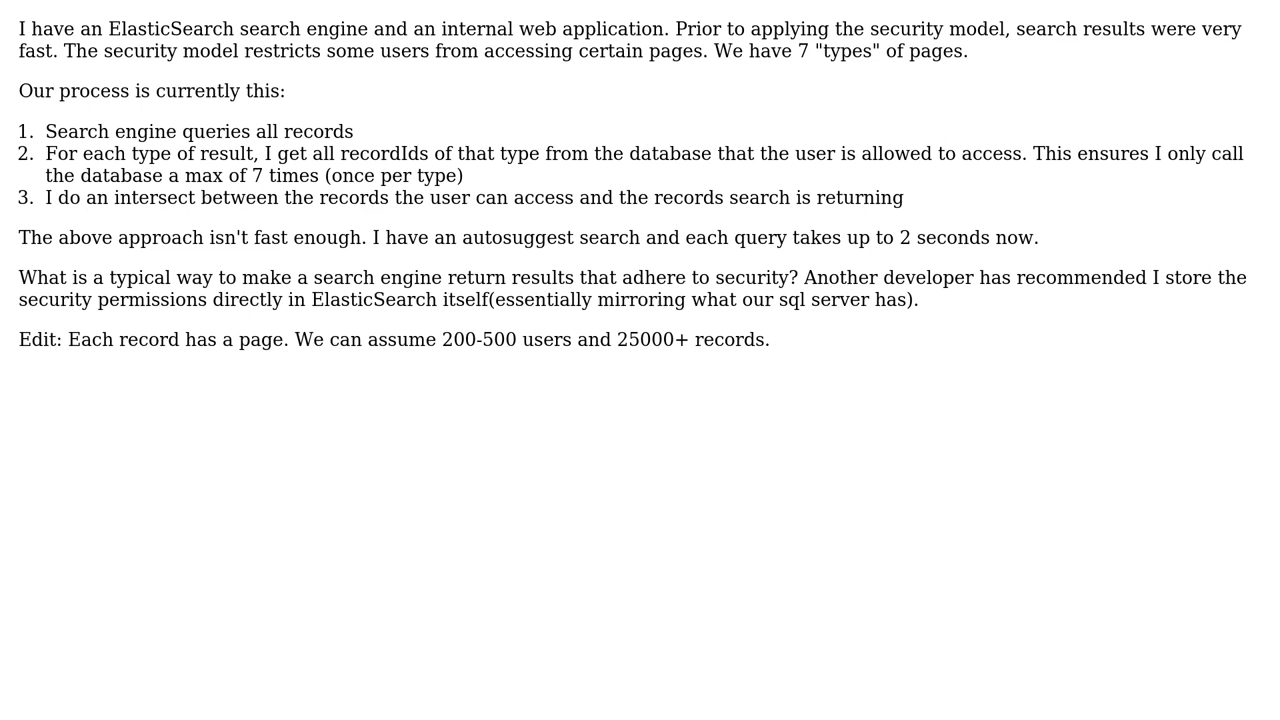 I have an ElasticSearch search engine and an internal web application. Prior to applying the security model, search results were very
fast. The security model restricts some users from accessing certain pages. We have 7 "types" of pages.
Our process is currently this:
1. Search engine queries all records
2. For each type of result, I get all recordIds of that type from the database that the user is allowed to access. This ensures I only call
the database a max of 7 times (once per type)
3. I do an intersect between the records the user can access and the records search is returning
The above approach isn't fast enough. I have an autosuggest search and each query takes up to 2 seconds now.
What is a typical way to make a search engine return results that adhere to security? Another developer has recommended I store the
security permissions directly in ElasticSearch itself(essentially mirroring what our sql server has).
Edit: Each record has a page. We can assume 200-500 users and 25000+ records.